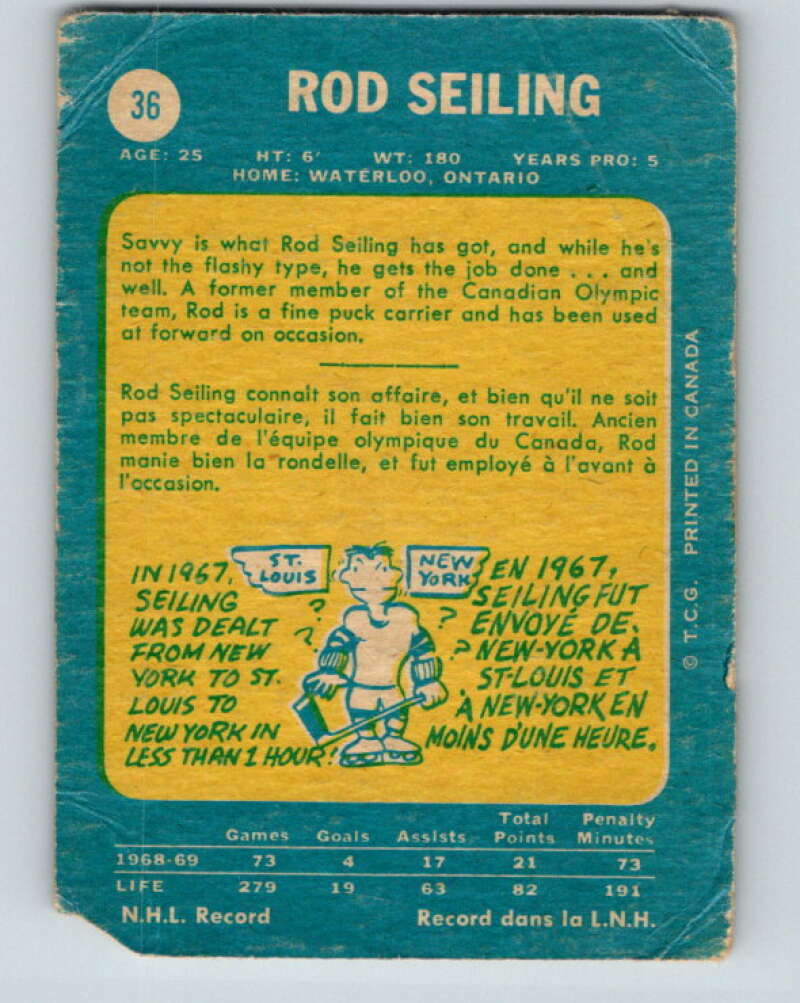 36
ROD SEILING
AGE: 25 HT: 6' WT: 180 YEARS PRO: 5
HOME: WATERLOO, ONTARIO
Savvy is what Rod Seiling has got, and while he's
not the flashy type, he gets the job done . . . and
well. A former member of the Canadian Olympic
team, Rod is a fine puck carrier and has been used
at forward on occasion.
Rod Seiling connaît son affaire, et bien qu'il ne soit
pas spectaculaire, il fait bien son travail. Ancien
membre de l'équipe olympique du Canada, Rod
manie bien la rondelle, et fut employé à l'avant à
l'occasion.
IN 1967,
SEILING
WAS DEALT
FROM NEW
YORK TO ST.
LOUIS TO
NEW YORK IN
LESS THAN 1 HOUR!
ST.
LOUIS
NEW
YORK
? ? ? ?
EN 1967,
SEILING FUT
ENVOYÉ DE
NEW-YORK À
ST-LOUIS ET
À NEW-YORK EN
MOINS D'UNE HEURE.
© T.C.G. PRINTED IN CANADA
Games Goals Assists Total Points Penalty Minutes
1968-69 73 4 17 21 73
LIFE 279 19 63 82 191
N.H.L. Record Record dans la L.N.H.